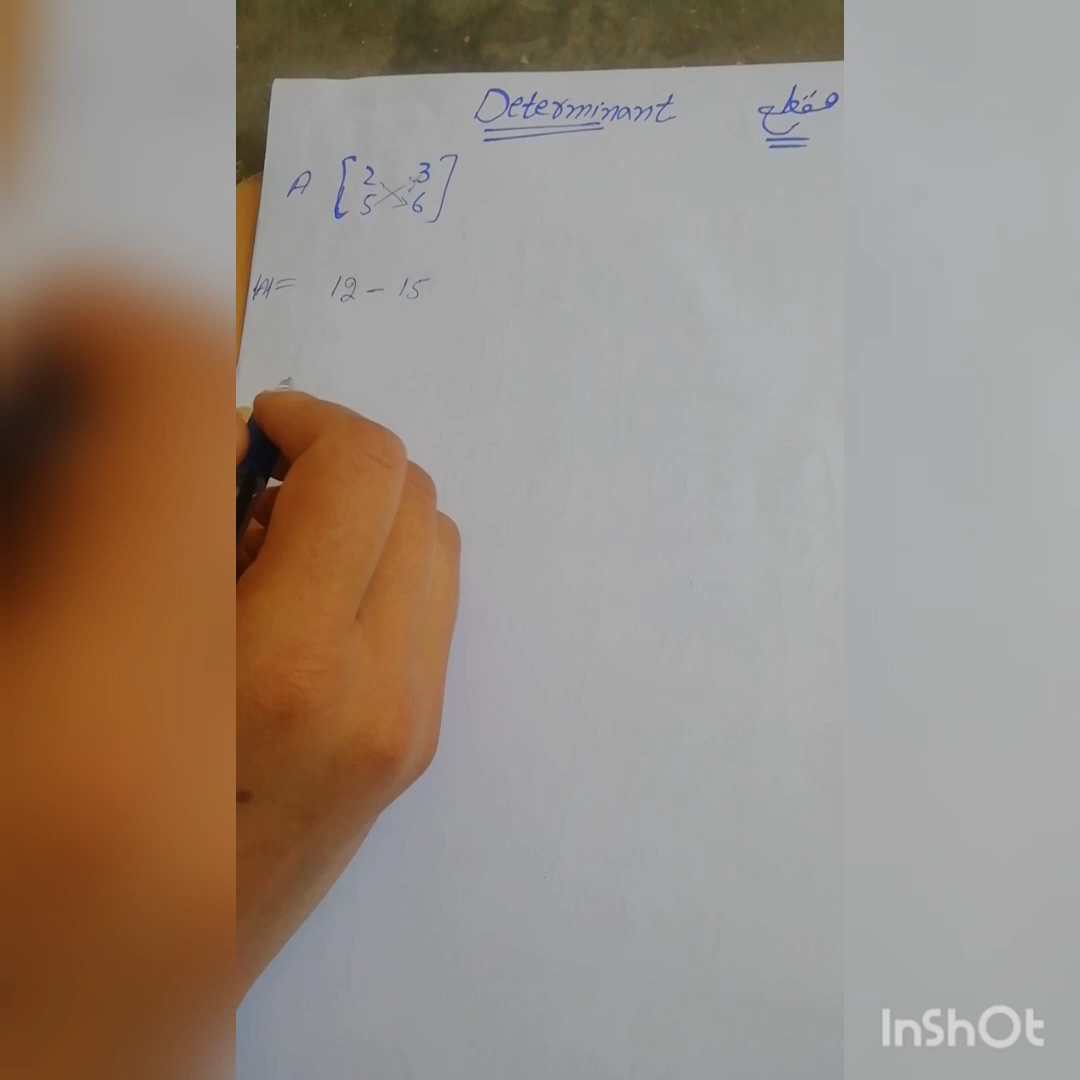 Determinant مقطع
A [ 2 3
5 6 ]
|A| = 12 - 15
InShOt